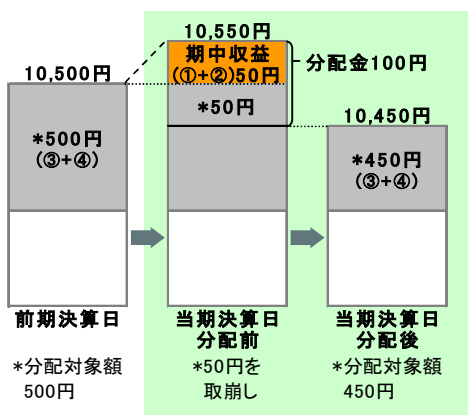 10,550円
期中収益
(①+②)50円
分配金100円
10,500円
*50円
10,450円
*500円
(③+④)
*450円
(③+④)
前期決算日
当期決算日
分配前
当期決算日
分配後
*分配対象額
500円
*50円を
取崩し
*分配対象額
450円